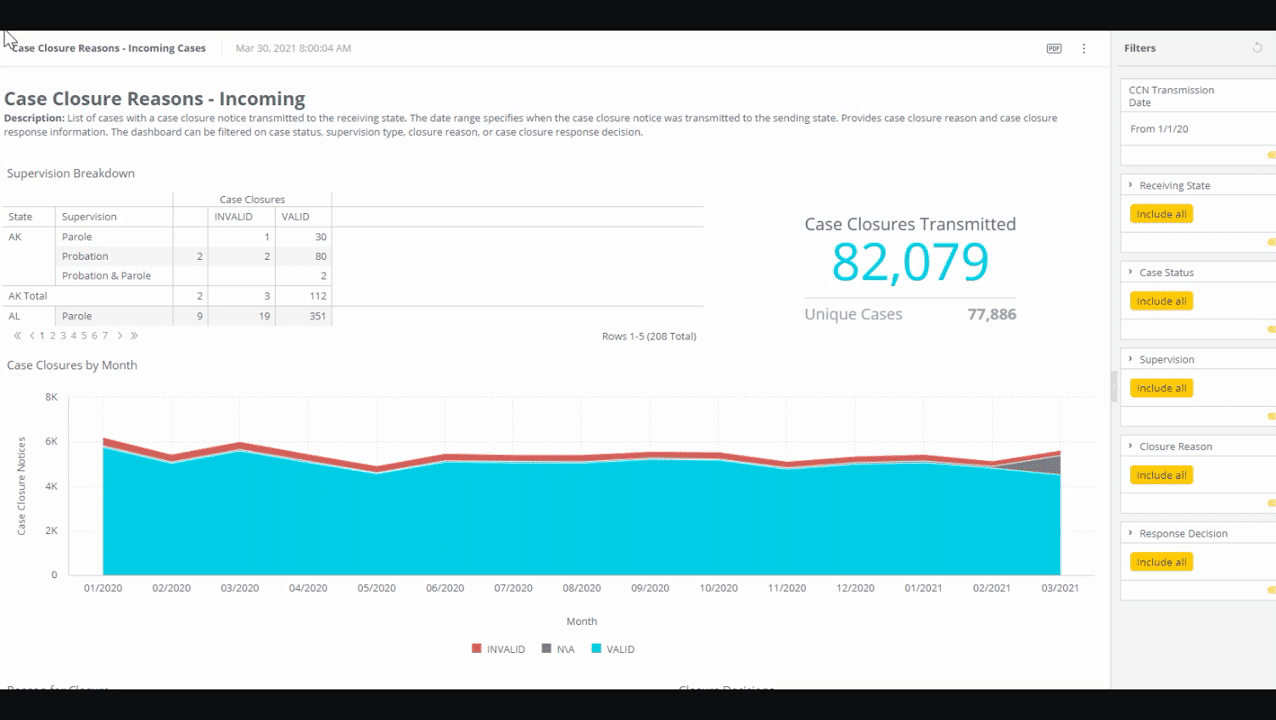 Case Closure Reasons - Incoming Cases
Mar 30, 2021 8:00:04 AM
PDF
Case Closure Reasons - Incoming
Description: List of cases with a case closure notice transmitted to the receiving state. The date range specifies when the case closure notice was transmitted to the sending state. Provides case closure reason and case closure
response information. The dashboard can be filtered on case status, supervision type, closure reason, or case closure response decision.
Supervision Breakdown
Case Closures
State Supervision INVALID VALID
AK Parole 1 30
Probation 2 2 80
Probation & Parole 2
AK Total 2 3 112
AL Parole 9 19 351
« ‹ 1 2 3 4 5 6 7 › »
Rows 1-5 (208 Total)
Case Closures Transmitted
82,079
Unique Cases 77,886
Case Closures by Month
Case Closure Notices
8K
6K
4K
2K
0
01/2020 02/2020 03/2020 04/2020 05/2020 06/2020 07/2020 08/2020 09/2020 10/2020 11/2020 12/2020 01/2021 02/2021 03/2021
Month
INVALID N\A VALID
Reason for Closure
Closure Decisions
Filters
CCN Transmission
Date
From 1/1/20
Receiving State
Include all
Case Status
Include all
Supervision
Include all
Closure Reason
Include all
Response Decision
Include all